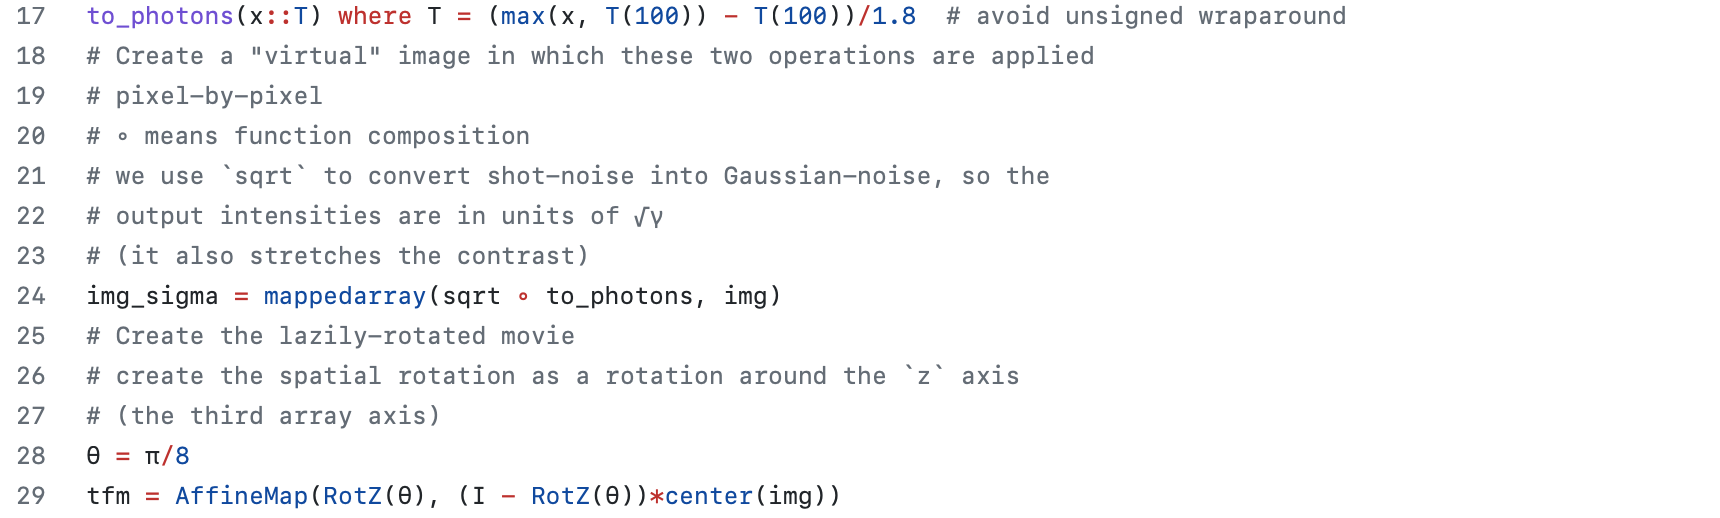 17 to_photons(x::T) where T = (max(x, T(100)) - T(100))/1.8  # avoid unsigned wraparound
18 # Create a "virtual" image in which these two operations are applied
19 # pixel-by-pixel
20 # ∘ means function composition
21 # we use `sqrt` to convert shot-noise into Gaussian-noise, so the
22 # output intensities are in units of √γ
23 # (it also stretches the contrast)
24 img_sigma = mappedarray(sqrt ∘ to_photons, img)
25 # Create the lazily-rotated movie
26 # create the spatial rotation as a rotation around the `z` axis
27 # (the third array axis)
28 θ = π/8
29 tfm = AffineMap(RotZ(θ), (I - RotZ(θ))*center(img))